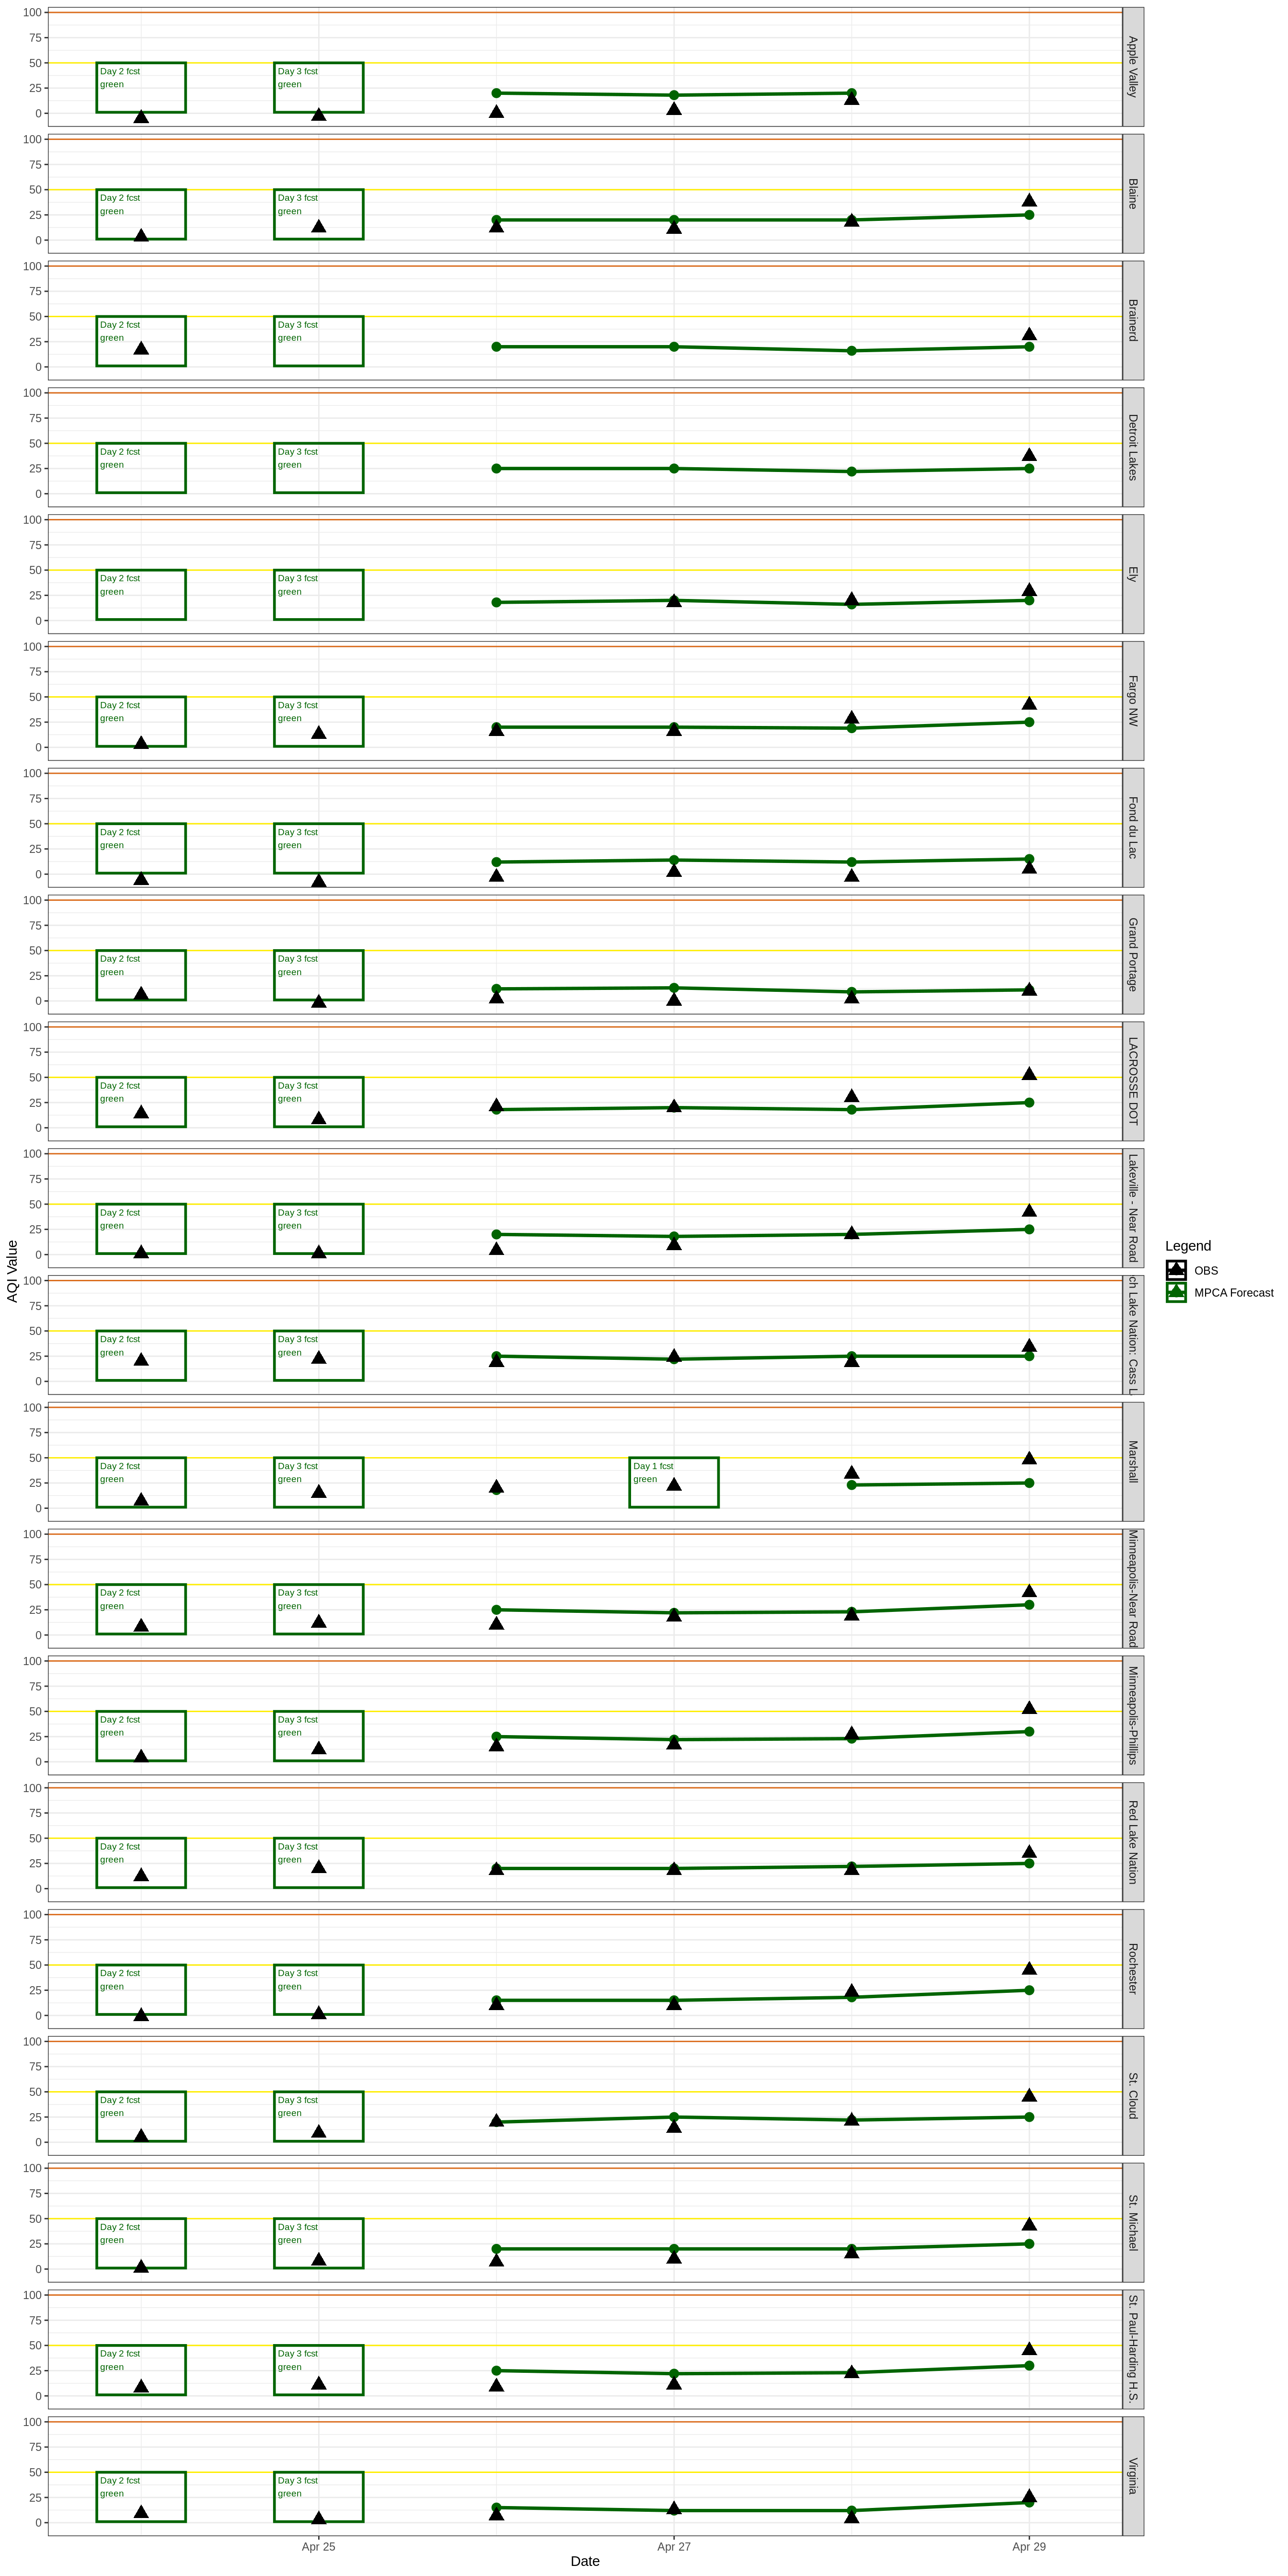 100
75
50
25
0
Day 2 fcst
green
Day 3 fcst
green
Apple Valley
100
75
50
25
0
Day 2 fcst
green
Day 3 fcst
green
Blaine
100
75
50
25
0
Day 2 fcst
green
Day 3 fcst
green
Brainerd
100
75
50
25
0
Day 2 fcst
green
Day 3 fcst
green
Detroit Lakes
100
75
50
25
0
Day 2 fcst
green
Day 3 fcst
green
Ely
100
75
50
25
0
Day 2 fcst
green
Day 3 fcst
green
Fargo NW
100
75
50
25
0
Day 2 fcst
green
Day 3 fcst
green
Fond du Lac
100
75
50
25
0
Day 2 fcst
green
Day 3 fcst
green
Grand Portage
100
75
50
25
0
Day 2 fcst
green
Day 3 fcst
green
LACROSSE DOT
100
75
50
25
0
Day 2 fcst
green
Day 3 fcst
green
Lakeville - Near Road
AQI Value
Legend
OBS
MPCA Forecast
100
75
50
25
0
Day 2 fcst
green
Day 3 fcst
green
ch Lake Nation: Cass L
100
75
50
25
0
Day 2 fcst
green
Day 3 fcst
green
Day 1 fcst
green
Marshall
100
75
50
25
0
Day 2 fcst
green
Day 3 fcst
green
Minneapolis-Near Road
100
75
50
25
0
Day 2 fcst
green
Day 3 fcst
green
Minneapolis-Phillips
100
75
50
25
0
Day 2 fcst
green
Day 3 fcst
green
Red Lake Nation
100
75
50
25
0
Day 2 fcst
green
Day 3 fcst
green
Rochester
100
75
50
25
0
Day 2 fcst
green
Day 3 fcst
green
St. Cloud
100
75
50
25
0
Day 2 fcst
green
Day 3 fcst
green
St. Michael
100
75
50
25
0
Day 2 fcst
green
Day 3 fcst
green
St. Paul-Harding H.S.
100
75
50
25
0
Day 2 fcst
green
Day 3 fcst
green
Virginia
Apr 25
Apr 27
Apr 29
Date